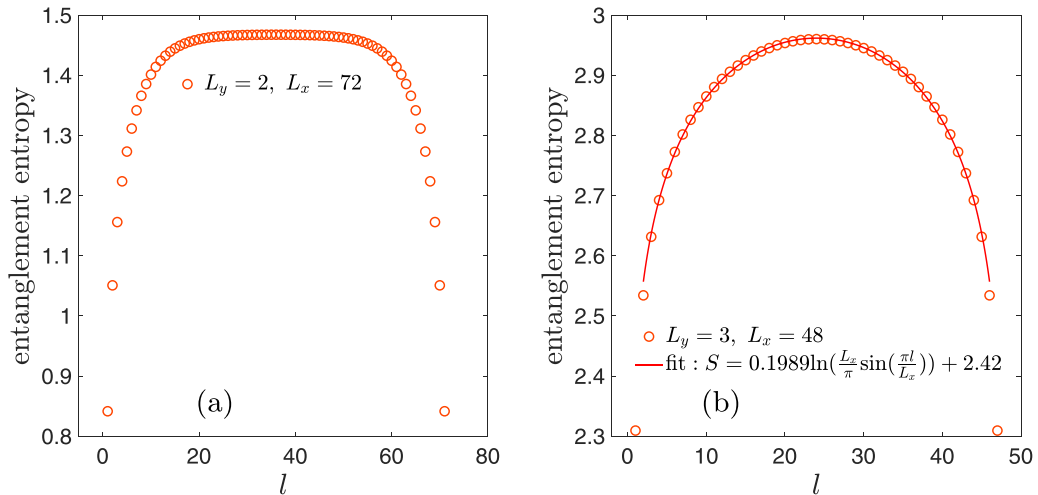 1.5
1.4
1.3
1.2
1.1
1
0.9
0.8
entanglement entropy
L_y = 2, L_x = 72
(a)
0 20 40 60 80
l
3
2.9
2.8
2.7
2.6
2.5
2.4
2.3
entanglement entropy
L_y = 3, L_x = 48
fit : S = 0.1989ln(\frac{L_x}{π}sin(\frac{πl}{L_x})) + 2.42
(b)
0 10 20 30 40 50
l